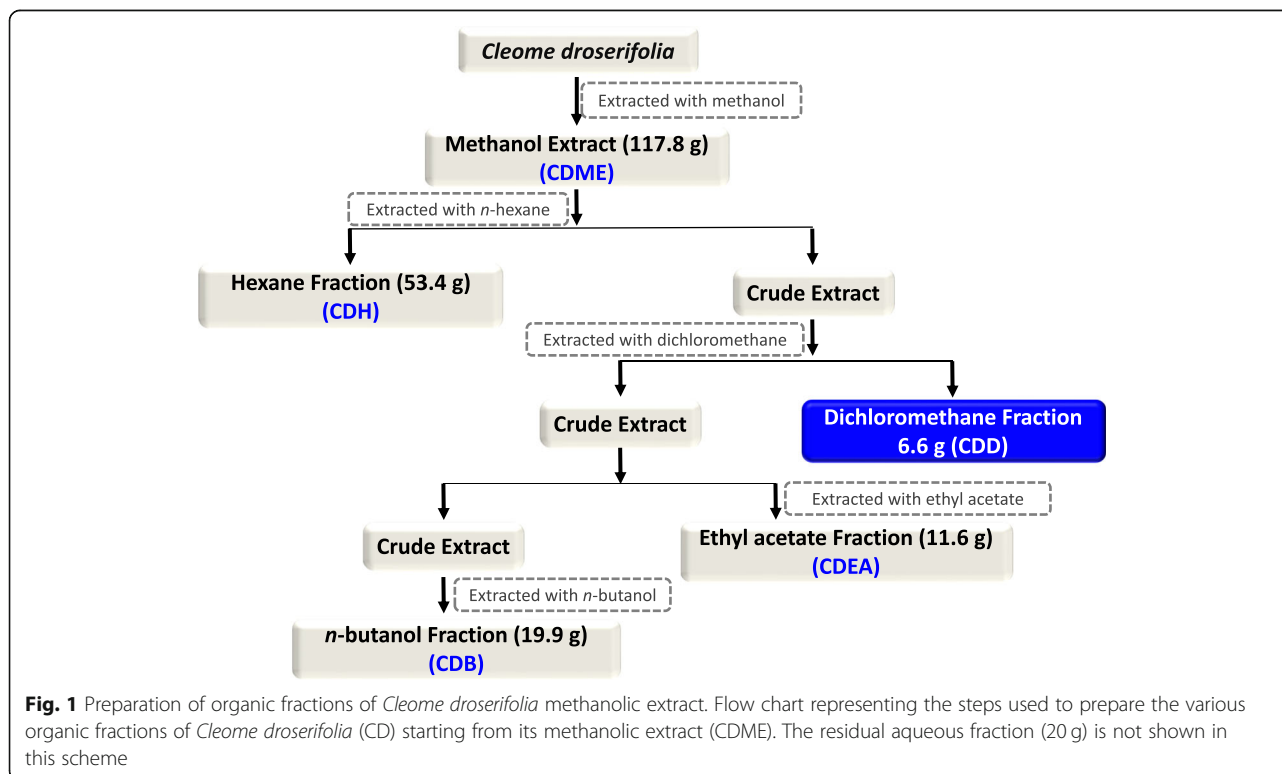 Cleome droserifolia
Extracted with methanol
Methanol Extract (117.8 g)
(CDME)
Extracted with n-hexane
Hexane Fraction (53.4 g)
(CDH)
Crude Extract
Extracted with dichloromethane
Crude Extract
Dichloromethane Fraction
6.6 g (CDD)
Extracted with ethyl acetate
Crude Extract
Ethyl acetate Fraction (11.6 g)
(CDEA)
Extracted with n-butanol
n-butanol Fraction (19.9 g)
(CDB)
Fig. 1 Preparation of organic fractions of Cleome droserifolia methanolic extract. Flow chart representing the steps used to prepare the various
organic fractions of Cleome droserifolia (CD) starting from its methanolic extract (CDME). The residual aqueous fraction (20 g) is not shown in
this scheme